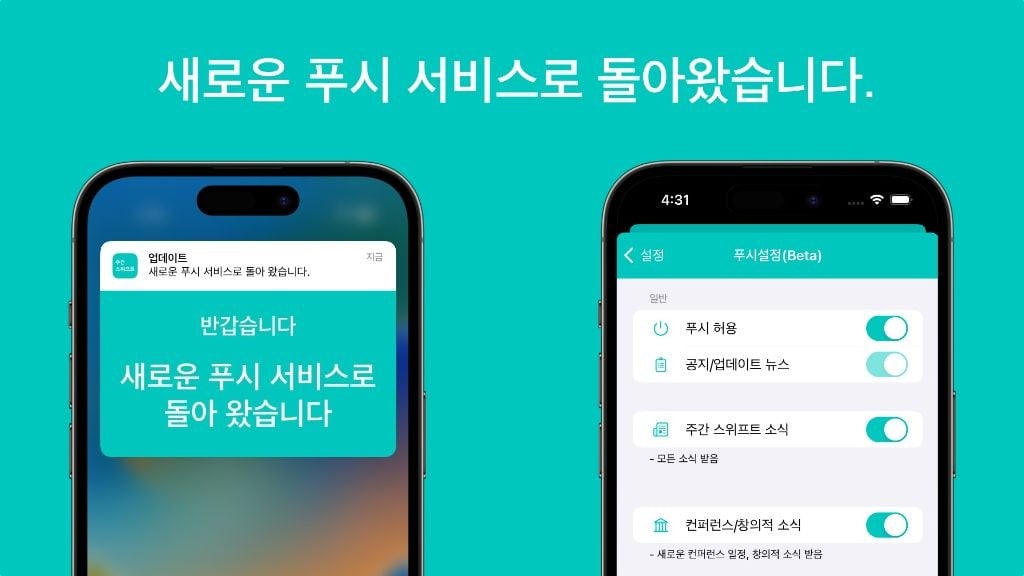 새로운 푸시 서비스로 돌아왔습니다.
주간
스위프트
업데이트
지금
새로운 푸시 서비스로 돌아 왔습니다.
반갑습니다
새로운 푸시 서비스로
돌아 왔습니다
4:31
설정
푸시설정(Beta)
일반
푸시 허용
공지/업데이트 뉴스
주간 스위프트 소식
- 모든 소식 받음
컨퍼런스/창의적 소식
- 새로운 컨퍼런스 일정, 창의적 소식 받음